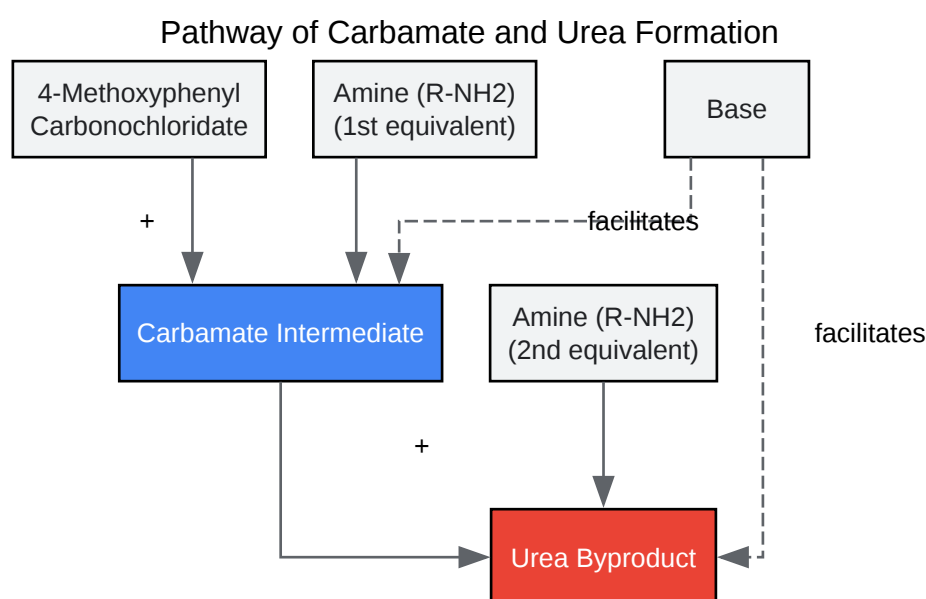 Pathway of Carbamate and Urea Formation
4-Methoxyphenyl
Carbonochloridate
Amine (R-NH2)
(1st equivalent)
Base
+
facilitates
Carbamate Intermediate
Amine (R-NH2)
(2nd equivalent)
facilitates
+
Urea Byproduct